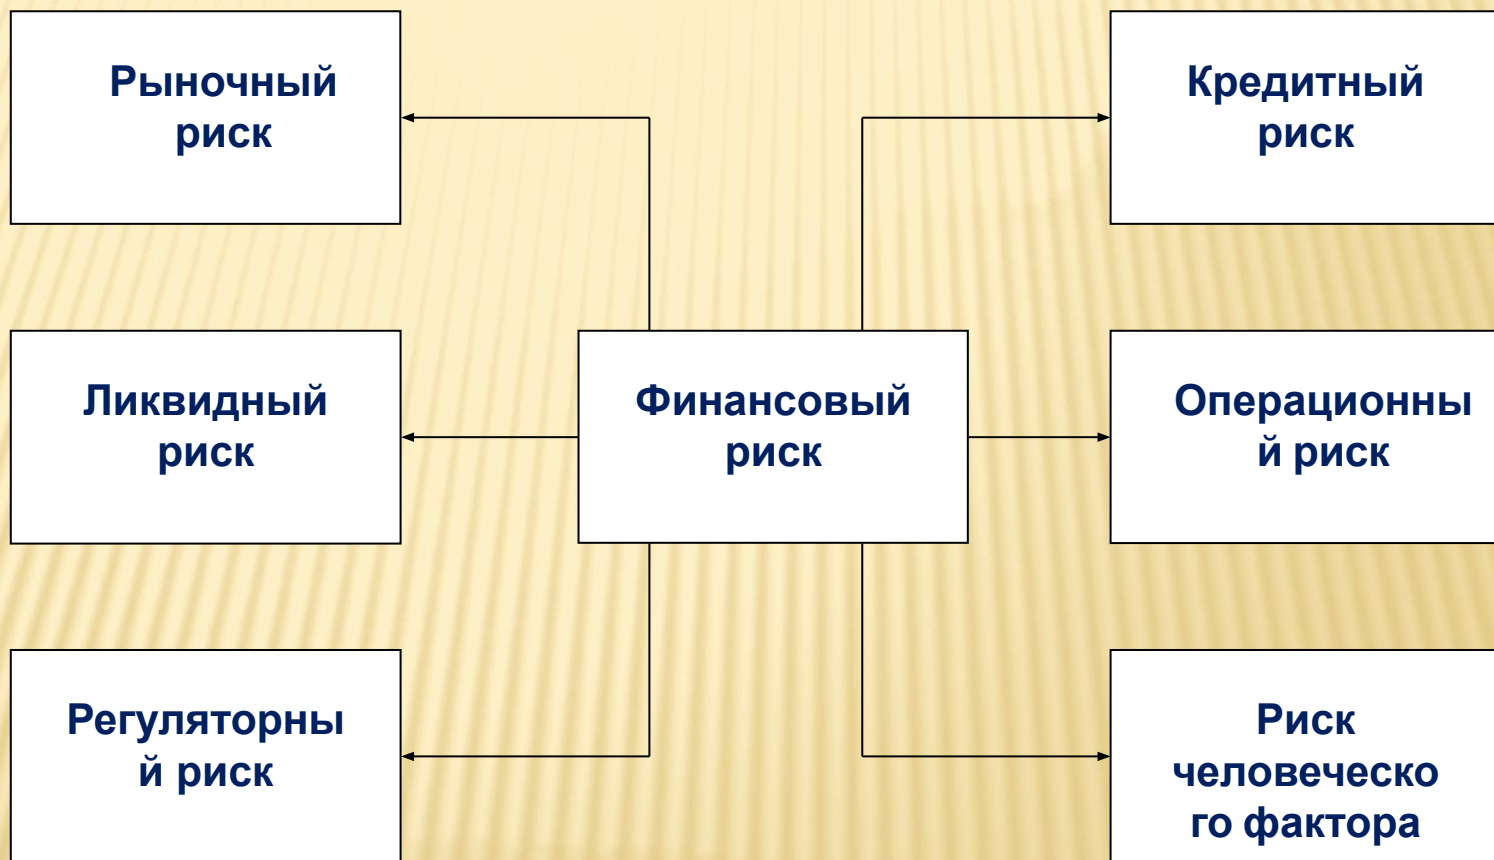 Рыночный
риск
Кредитный
риск
Ликвидный
риск
Финансовый
риск
Операционны
й риск
Регуляторны
й риск
Риск
человеческо
го фактора